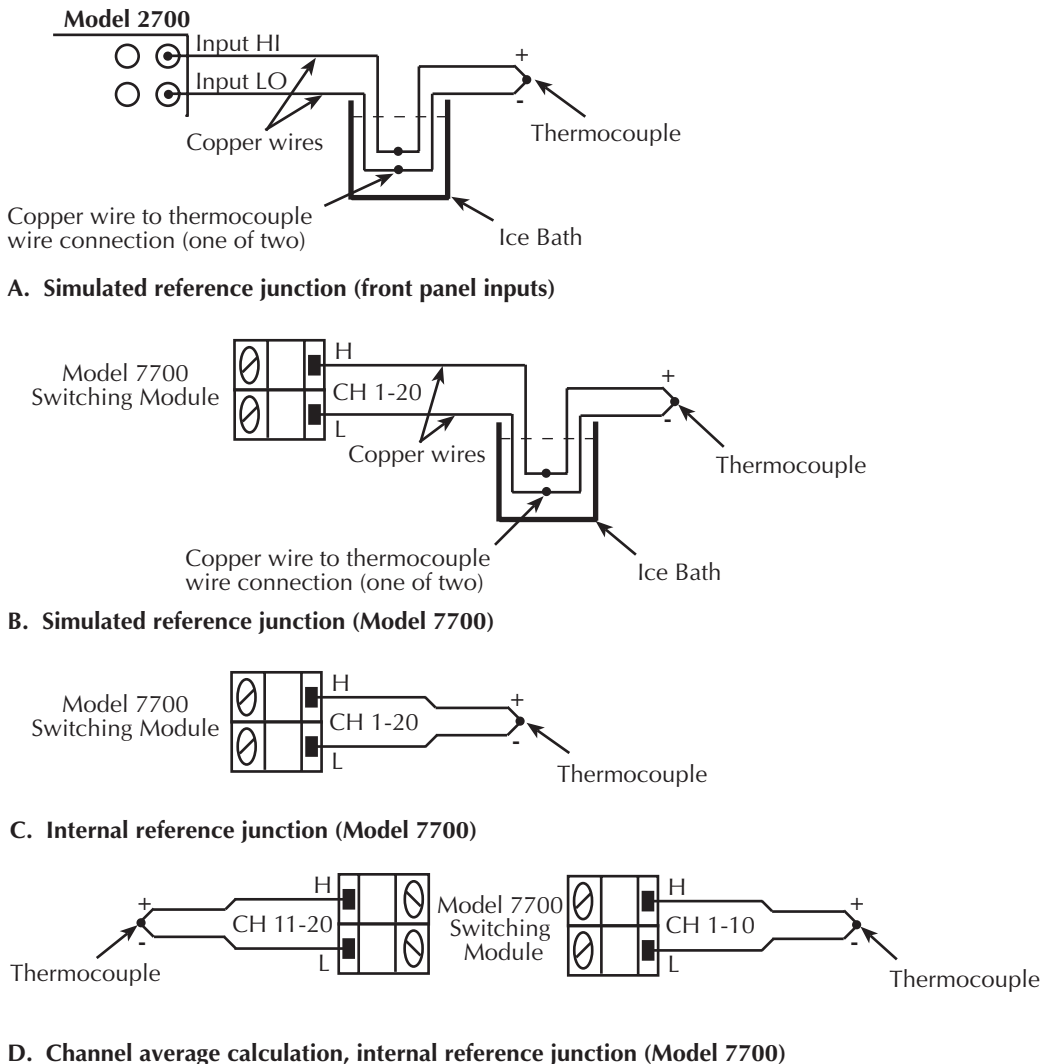 Model 2700
Input HI
Input LO
+
-
Copper wires
Thermocouple
Copper wire to thermocouple
wire connection (one of two)
Ice Bath
A. Simulated reference junction (front panel inputs)
Model 7700
Switching Module
H
CH 1-20
L
Copper wires
+
-
Thermocouple
Copper wire to thermocouple
wire connection (one of two)
Ice Bath
B. Simulated reference junction (Model 7700)
Model 7700
Switching Module
H
CH 1-20
L
+
-
Thermocouple
C. Internal reference junction (Model 7700)
+
-
Thermocouple
H
CH 11-20
L
Model 7700
Switching
Module
H
CH 1-10
L
+
-
Thermocouple
D. Channel average calculation, internal reference junction (Model 7700)